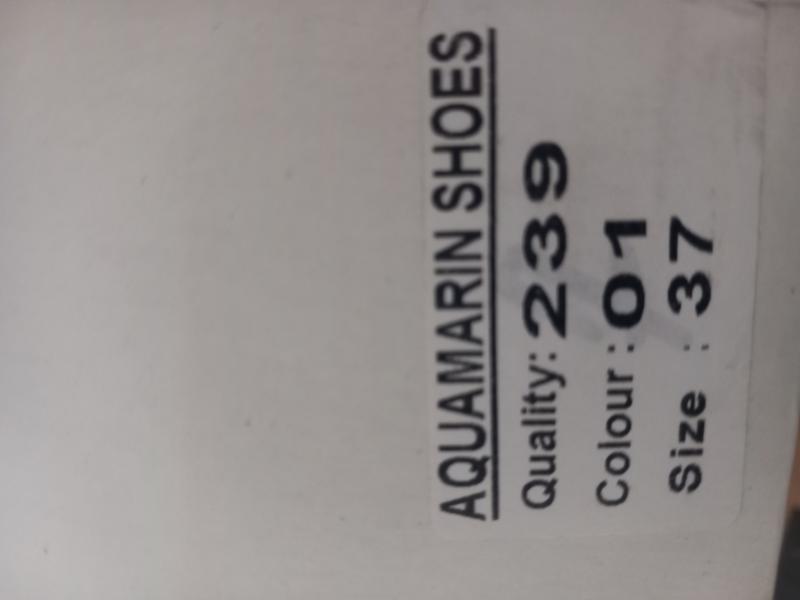 AQUAMARIN SHOES
Quality: 239
Colour : 01
Size : 37